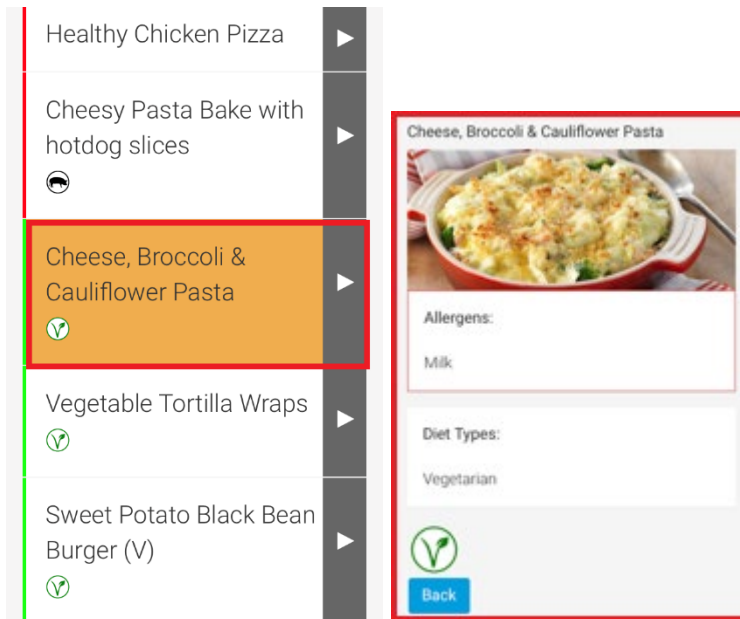 Healthy Chicken Pizza
Cheesy Pasta Bake with
hotdog slices
Cheese, Broccoli &
Cauliflower Pasta
Vegetable Tortilla Wraps
Sweet Potato Black Bean
Burger (V)
Cheese, Broccoli & Cauliflower Pasta
Allergens:
Milk
Diet Types:
Vegetarian
Back